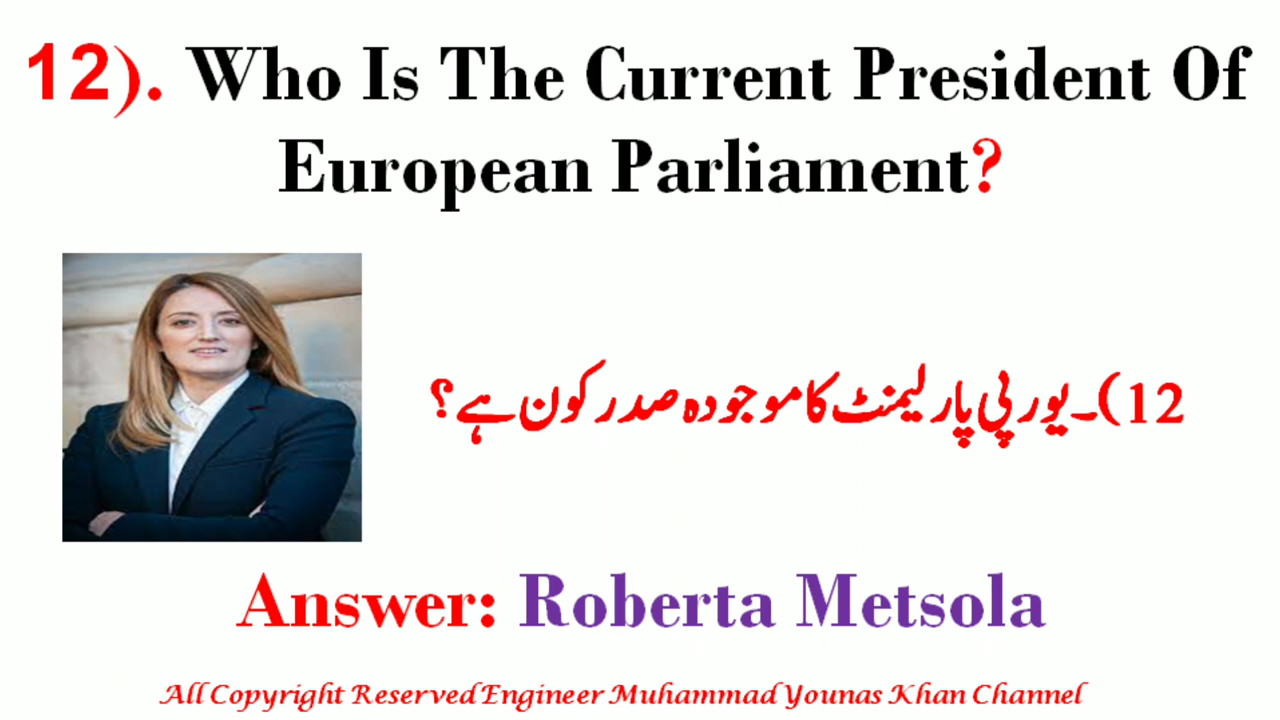 12). Who Is The Current President Of
European Parliament?
12)۔ یورپی پارلیمنٹ کا موجودہ صدر کون ہے؟
Answer: Roberta Metsola
All Copyright Reserved Engineer Muhammad Younas Khan Channel